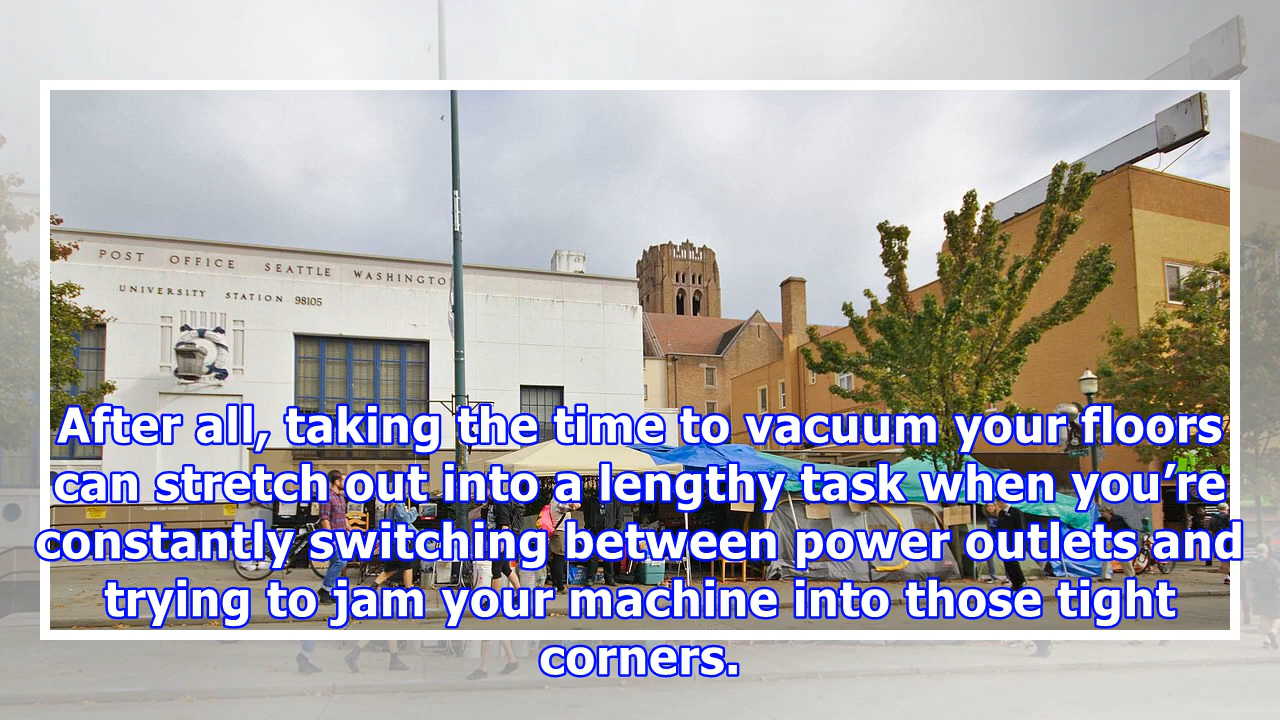 POST OFFICE SEATTLE WASHINGTO
UNIVERSITY STATION 98105
After all, taking the time to vacuum your floors
can stretch out into a lengthy task when you’re
constantly switching between power outlets and
trying to jam your machine into those tight
corners.